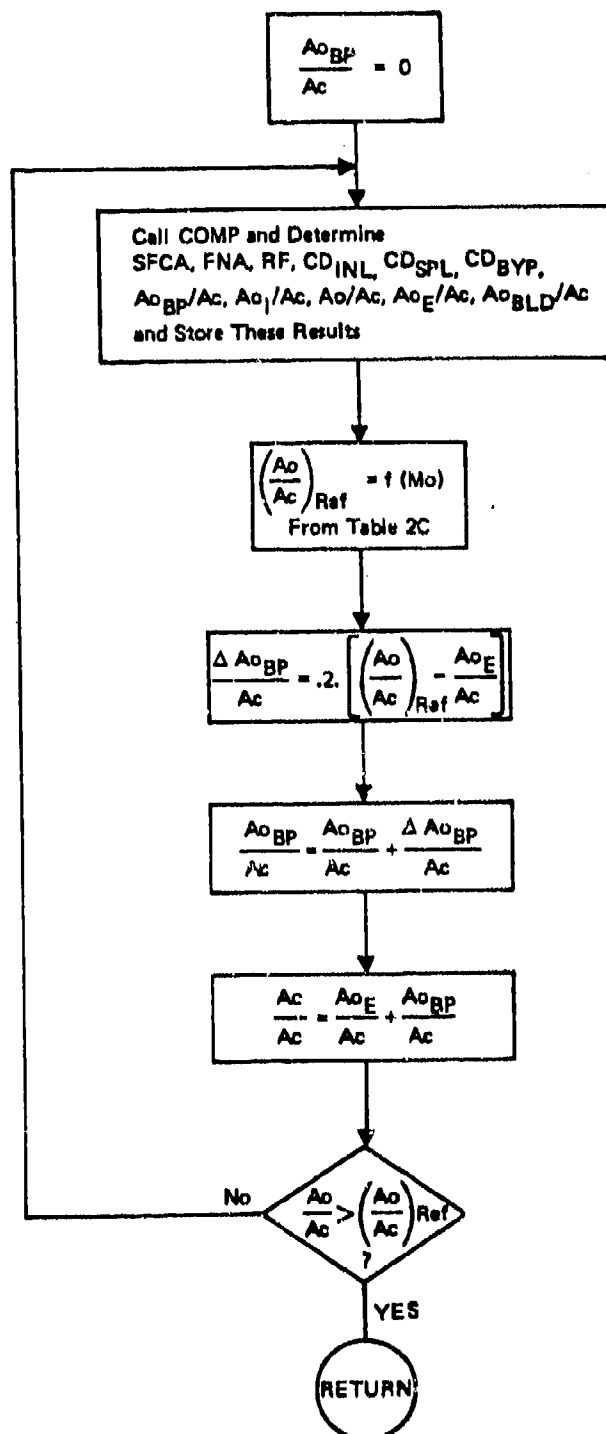 Ao_BP / Ac = 0
Call COMP and Determine
SFCA, FNA, RF, CD_INL, CD_SPL, CD_BYP,
Ao_BP/Ac, Ao_I/Ac, Ao/Ac, Ao_E/Ac, Ao_BLD/Ac
and Store These Results
(Ao / Ac)_Ref = f (Mo)
From Table 2C
Δ Ao_BP / Ac = .2. [(Ao / Ac)_Ref - Ao_E / Ac]
Ao_BP / Ac = Ao_BP / Ac + Δ Ao_BP / Ac
Ac / Ac = Ao_E / Ac + Ao_BP / Ac
No
Ao / Ac > (Ao / Ac) Ref
?
YES
RETURN